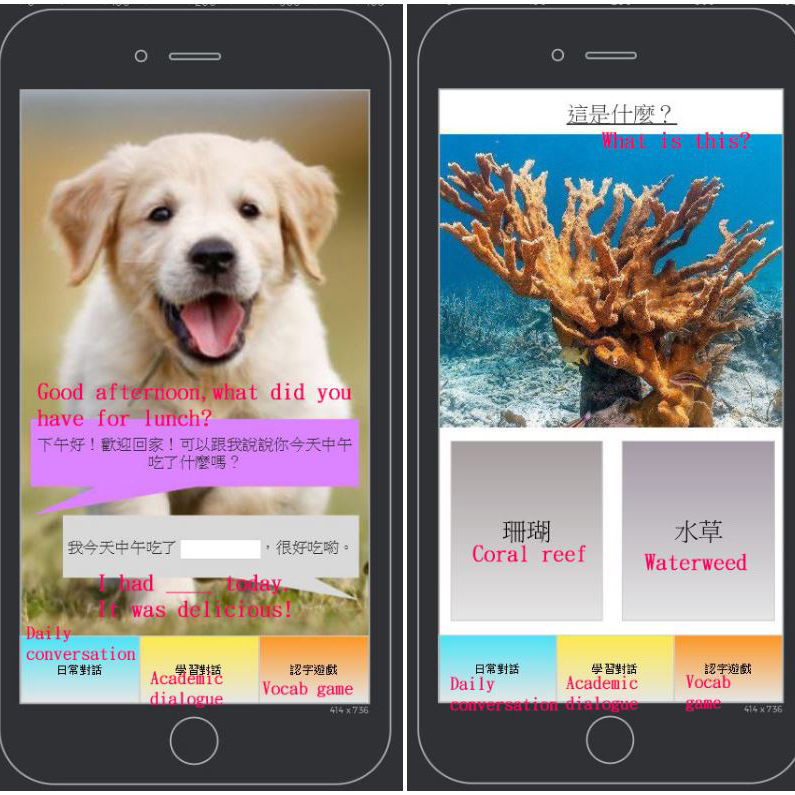 Good afternoon,what did you
have for lunch?
下午好！歡迎回家！可以跟我說說你今天中午
吃了什麼嗎？
我今天中午吃了 ，很好吃喲。
I had ____ today.
It was delicious!
Daily
conversation
日常對話
學習對話
Academic
dialogue
認字遊戲
Vocab game
414 x 736
這是什麼？
What is this?
珊瑚
Coral reef
水草
Waterweed
日常對話
Daily
conversation
學習對話
Academic
dialogue
認字遊戲
Vocab
game
414 x 736